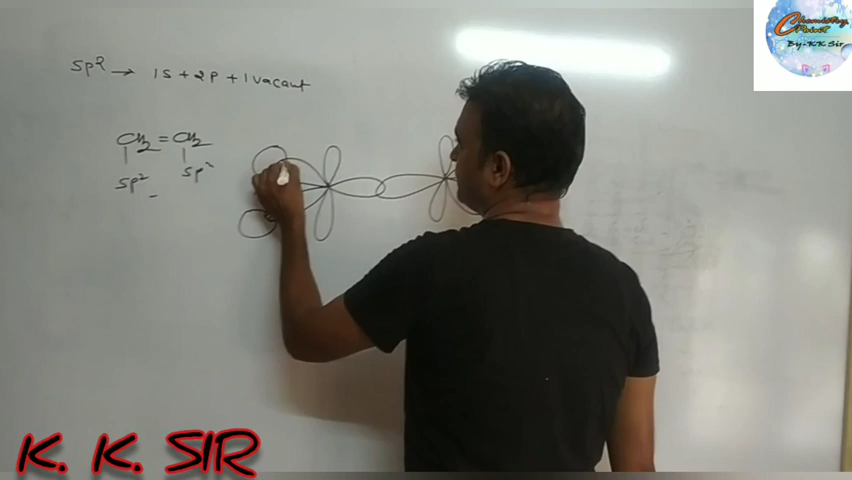 Chemistry
Point
By:-K.K Sir
sp² → 1s + 2p + 1 vacant
CH2 = CH2
sp² sp²
K. K. SIR